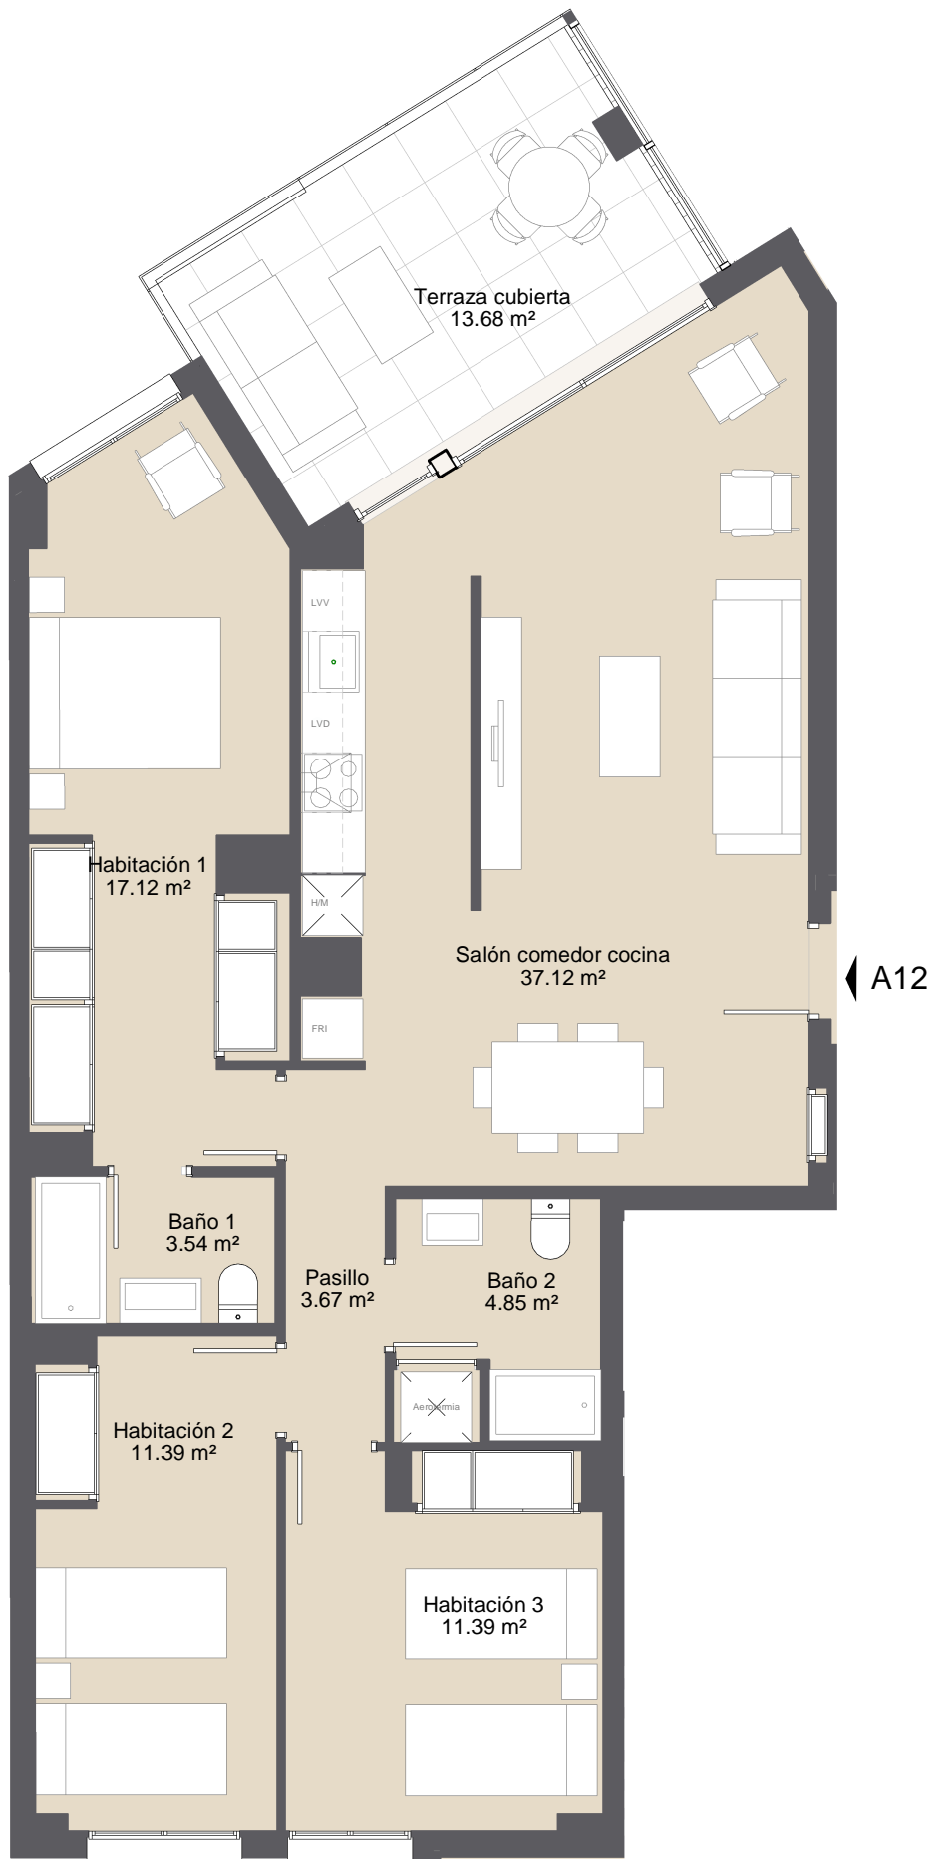 Terraza cubierta
13.68 m²
LVV
LVD
Habitación 1
17.12 m²
H/M
Salón comedor cocina
37.12 m²
A12
FRI
Baño 1
3.54 m²
Pasillo
3.67 m²
Baño 2
4.85 m²
Aerotermia
Habitación 2
11.39 m²
Habitación 3
11.39 m²